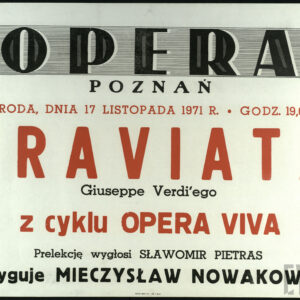 OPERA
POZNAŃ
RODA, DNIA 17 LISTOPADA 1971 R. • GODZ. 19,0
RAVIAT
Giuseppe Verdi'ego
z cyklu OPERA VIVA
Prelekcję wygłosi SŁAWOMIR PIETRAS
yguje MIECZYSŁAW NOWAKOW